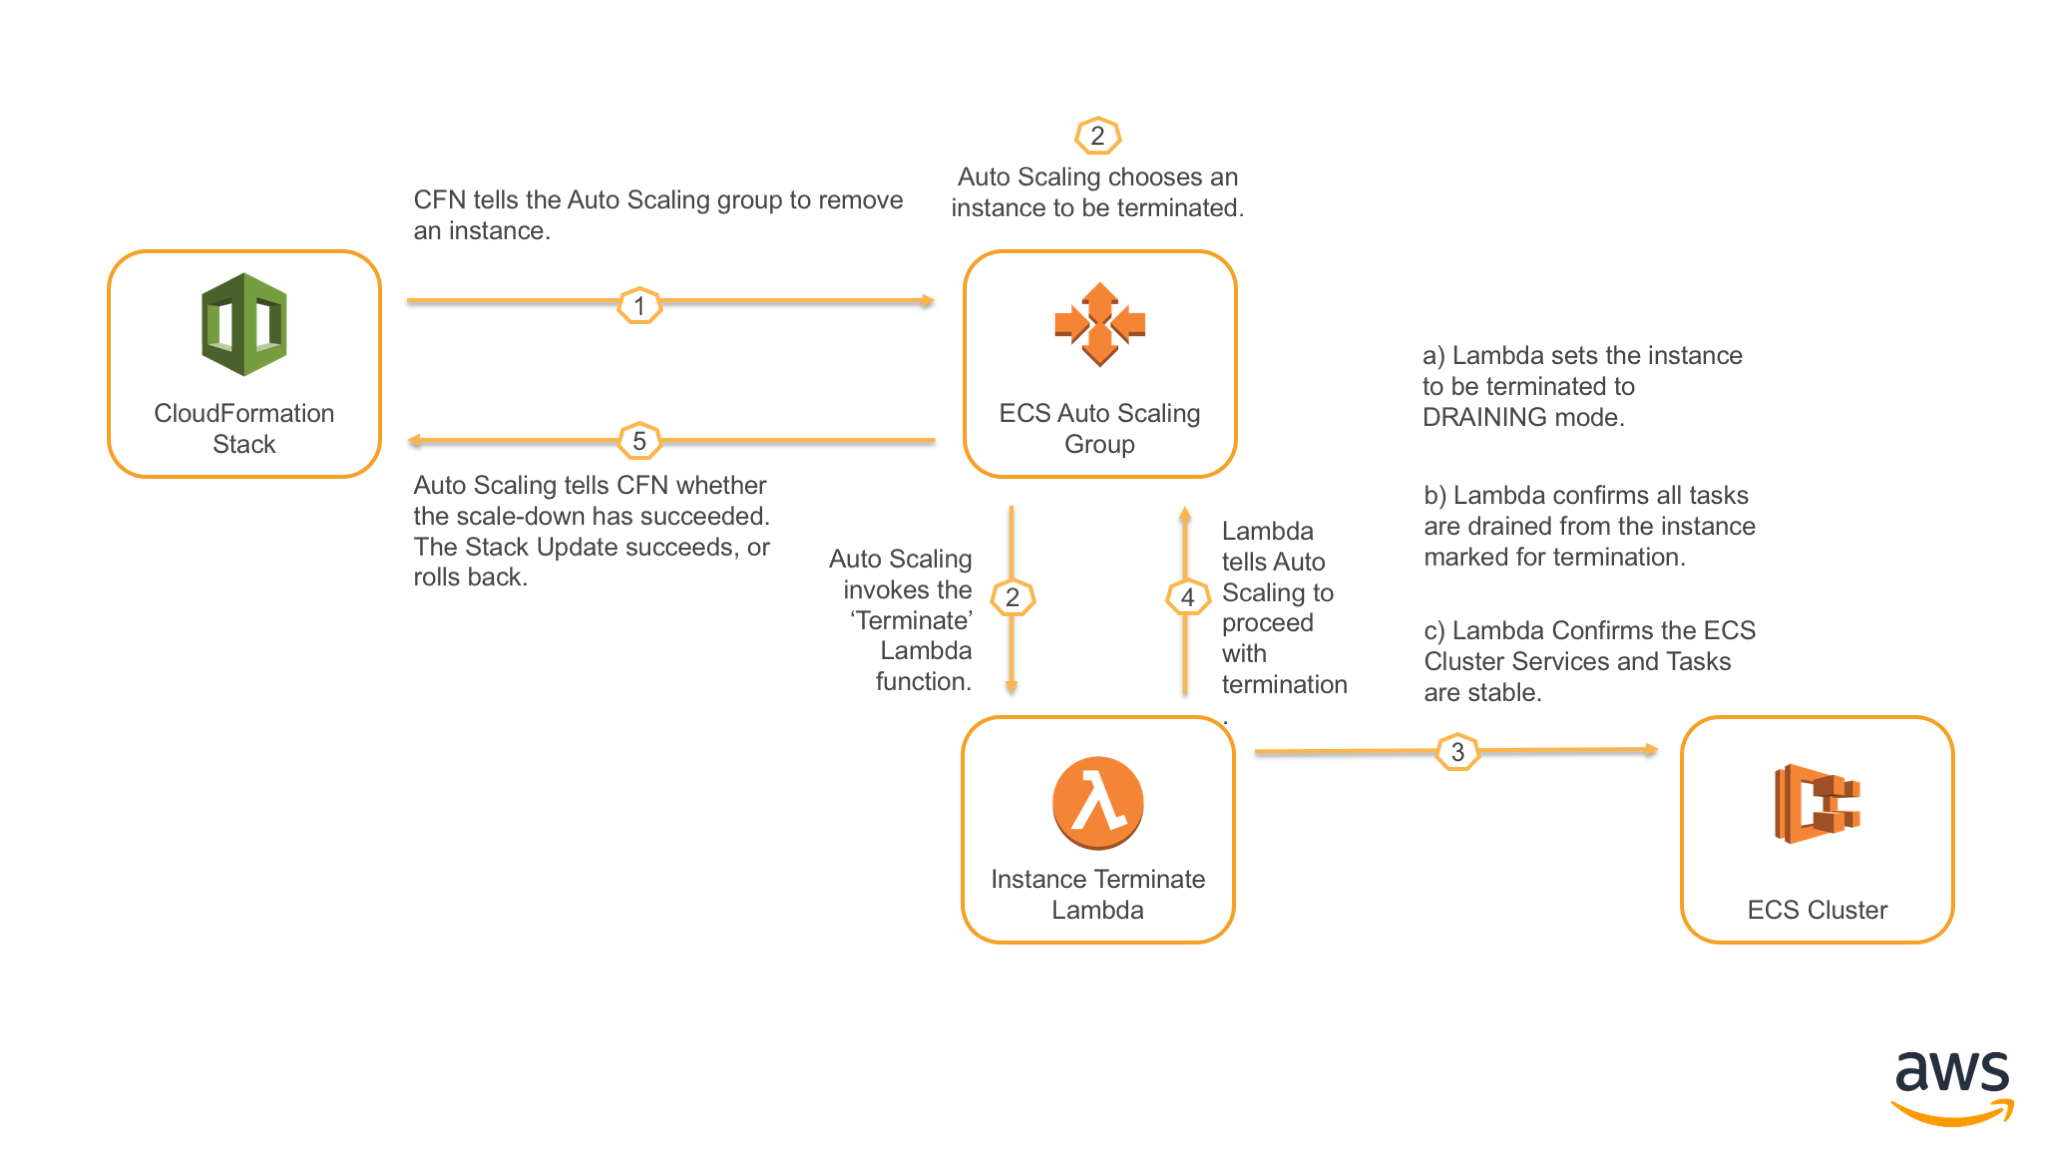 2
Auto Scaling chooses an
instance to be terminated.
CFN tells the Auto Scaling group to remove
an instance.
1
CloudFormation
Stack
ECS Auto Scaling
Group
5
Auto Scaling tells CFN whether
the scale-down has succeeded.
The Stack Update succeeds, or
rolls back.
Auto Scaling
invokes the
‘Terminate’
Lambda
function.
2
4
Lambda
tells Auto
Scaling to
proceed
with
termination
.
a) Lambda sets the instance
to be terminated to
DRAINING mode.
b) Lambda confirms all tasks
are drained from the instance
marked for termination.
c) Lambda Confirms the ECS
Cluster Services and Tasks
are stable.
3
Instance Terminate
Lambda
ECS Cluster
aws